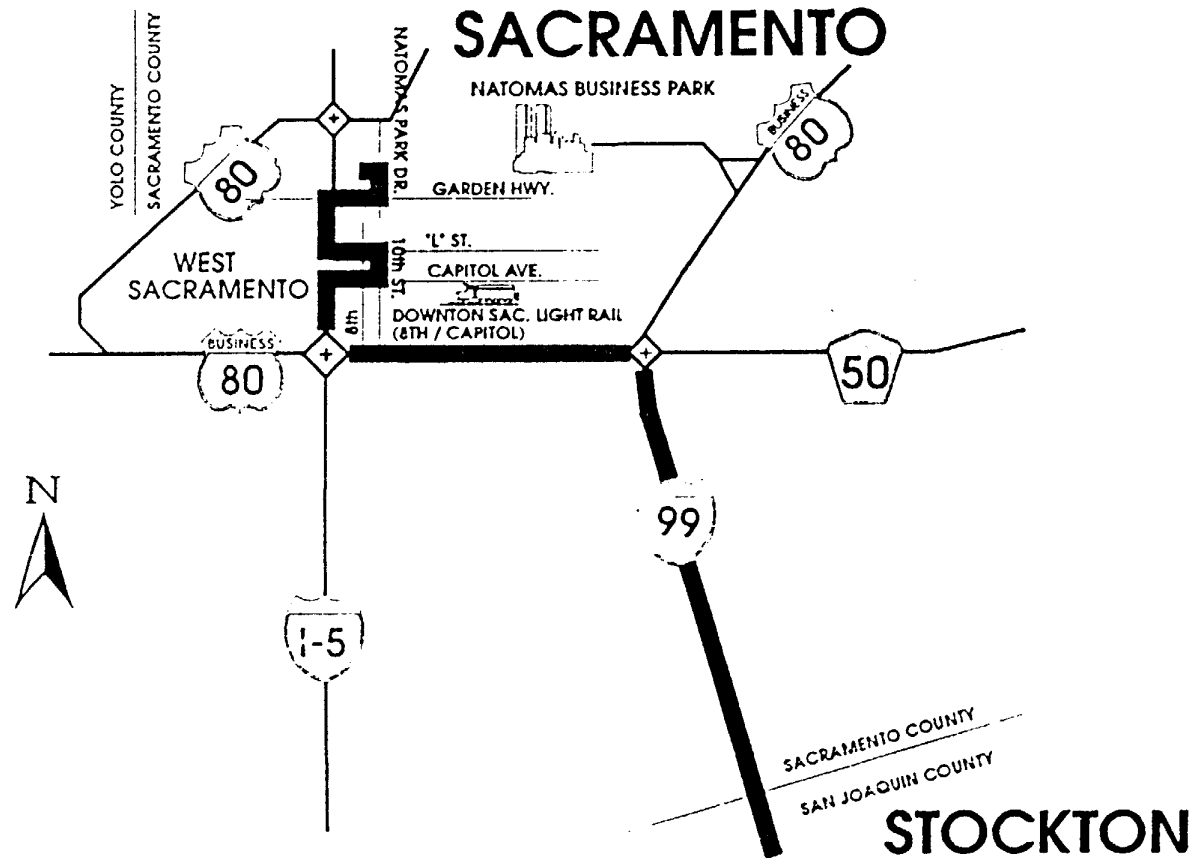 SACRAMENTO
NATOMAS BUSINESS PARK
NATOMAS PARK DR.
YOLO COUNTY
SACRAMENTO COUNTY
BUSINESS
80
80
GARDEN HWY.
"L" ST.
10th ST.
CAPITOL AVE.
WEST
SACRAMENTO
8th
DOWNTON SAC. LIGHT RAIL
(8TH / CAPITOL)
BUSINESS
80
50
N
99
I-5
SACRAMENTO COUNTY
SAN JOAQUIN COUNTY
STOCKTON